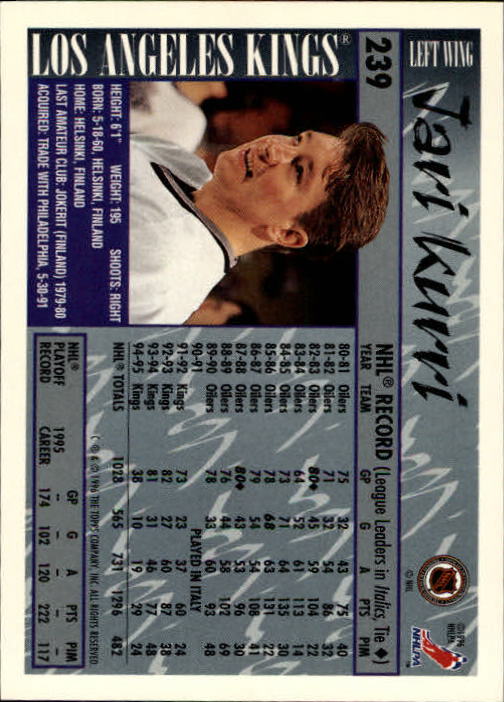 LOS ANGELES KINGS®
239
LEFT WING
Jari Kurri
HEIGHT: 6'1" WEIGHT: 195 SHOOTS: RIGHT
BORN: 5-18-60, HELSINKI, FINLAND
HOME: HELSINKI, FINLAND
LAST AMATEUR CLUB: JOKERIT (FINLAND) 1979-80
ACQUIRED: TRADE WITH PHILADELPHIA, 5-30-91
© NHL
©1996
NHLPA
NHLPA
NHL® RECORD (League Leaders in Italics, Tie ◆)
YEAR TEAM GP G A PTS PIM
80-81 Oilers 75 32 43 75 40
81-82 Oilers 71 32 54 86 32
82-83 Oilers 80◆ 45 59 104 22
83-84 Oilers 64 52 61 113 14
84-85 Oilers 73 71 64 135 30
85-86 Oilers 78 68 63 131 22
86-87 Oilers 79 54 54 108 41
87-88 Oilers 80◆ 43 53 96 30
88-89 Oilers 76 44 58 102 69
89-90 Oilers 78 33 60 93 48
90-91 PLAYED IN ITALY
91-92 Kings 73 23 37 60 24
92-93 Kings 82 27 60 87 38
93-94 Kings 81 31 46 77 48
94-95 Kings 38 10 19 29 24
NHL TOTALS 1028 565 731 1296 482
© 1996 THE TOPPS COMPANY, INC. ALL RIGHTS RESERVED.
NHL® 1995 GP G A PTS PIM
PLAYOFF - - - - -
RECORD CAREER 174 102 120 222 117